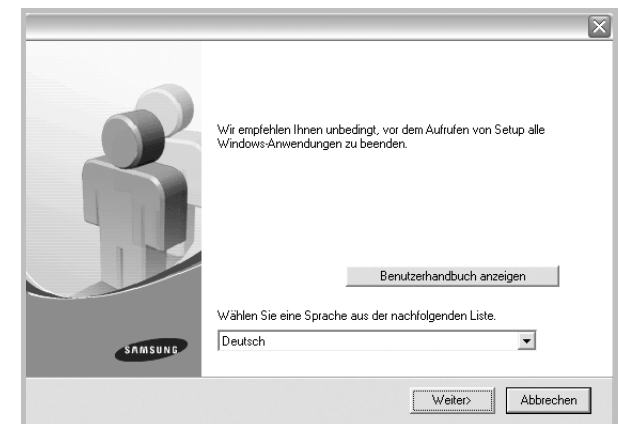 Wir empfehlen Ihnen unbedingt, vor dem Aufrufen von Setup alle
Windows-Anwendungen zu beenden.
Benutzerhandbuch anzeigen
Wählen Sie eine Sprache aus der nachfolgenden Liste.
Deutsch
SAMSUNG
Weiter>
Abbrechen